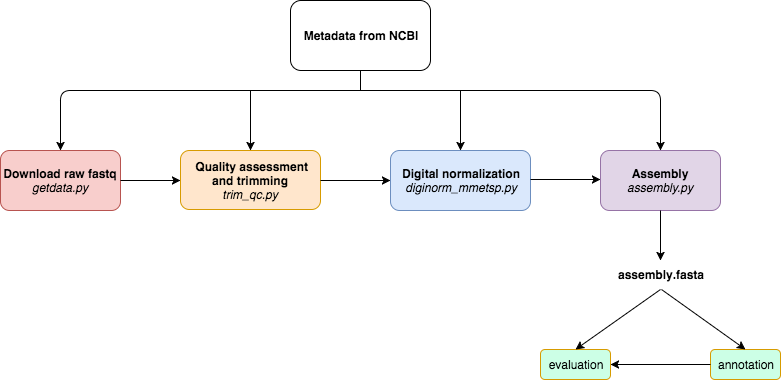 Metadata from NCBI
Download raw fastq
getdata.py
Quality assessment
and trimming
trim_qc.py
Digital normalization
diginorm_mmetsp.py
Assembly
assembly.py
assembly.fasta
evaluation
annotation